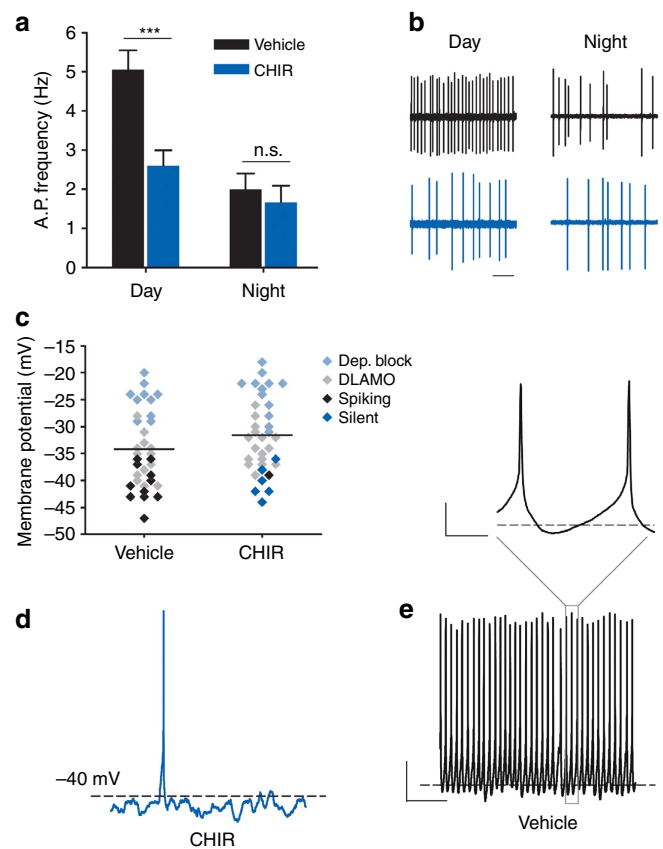 a
A.P. frequency (Hz)
6
5
4
3
2
1
0
***
n.s.
Vehicle
CHIR
Day
Night
b
Day
Night
c
Membrane potential (mV)
–15
–20
–25
–30
–35
–40
–45
–50
Vehicle
CHIR
Dep. block
DLAMO
Spiking
Silent
d
–40 mV
CHIR
e
Vehicle